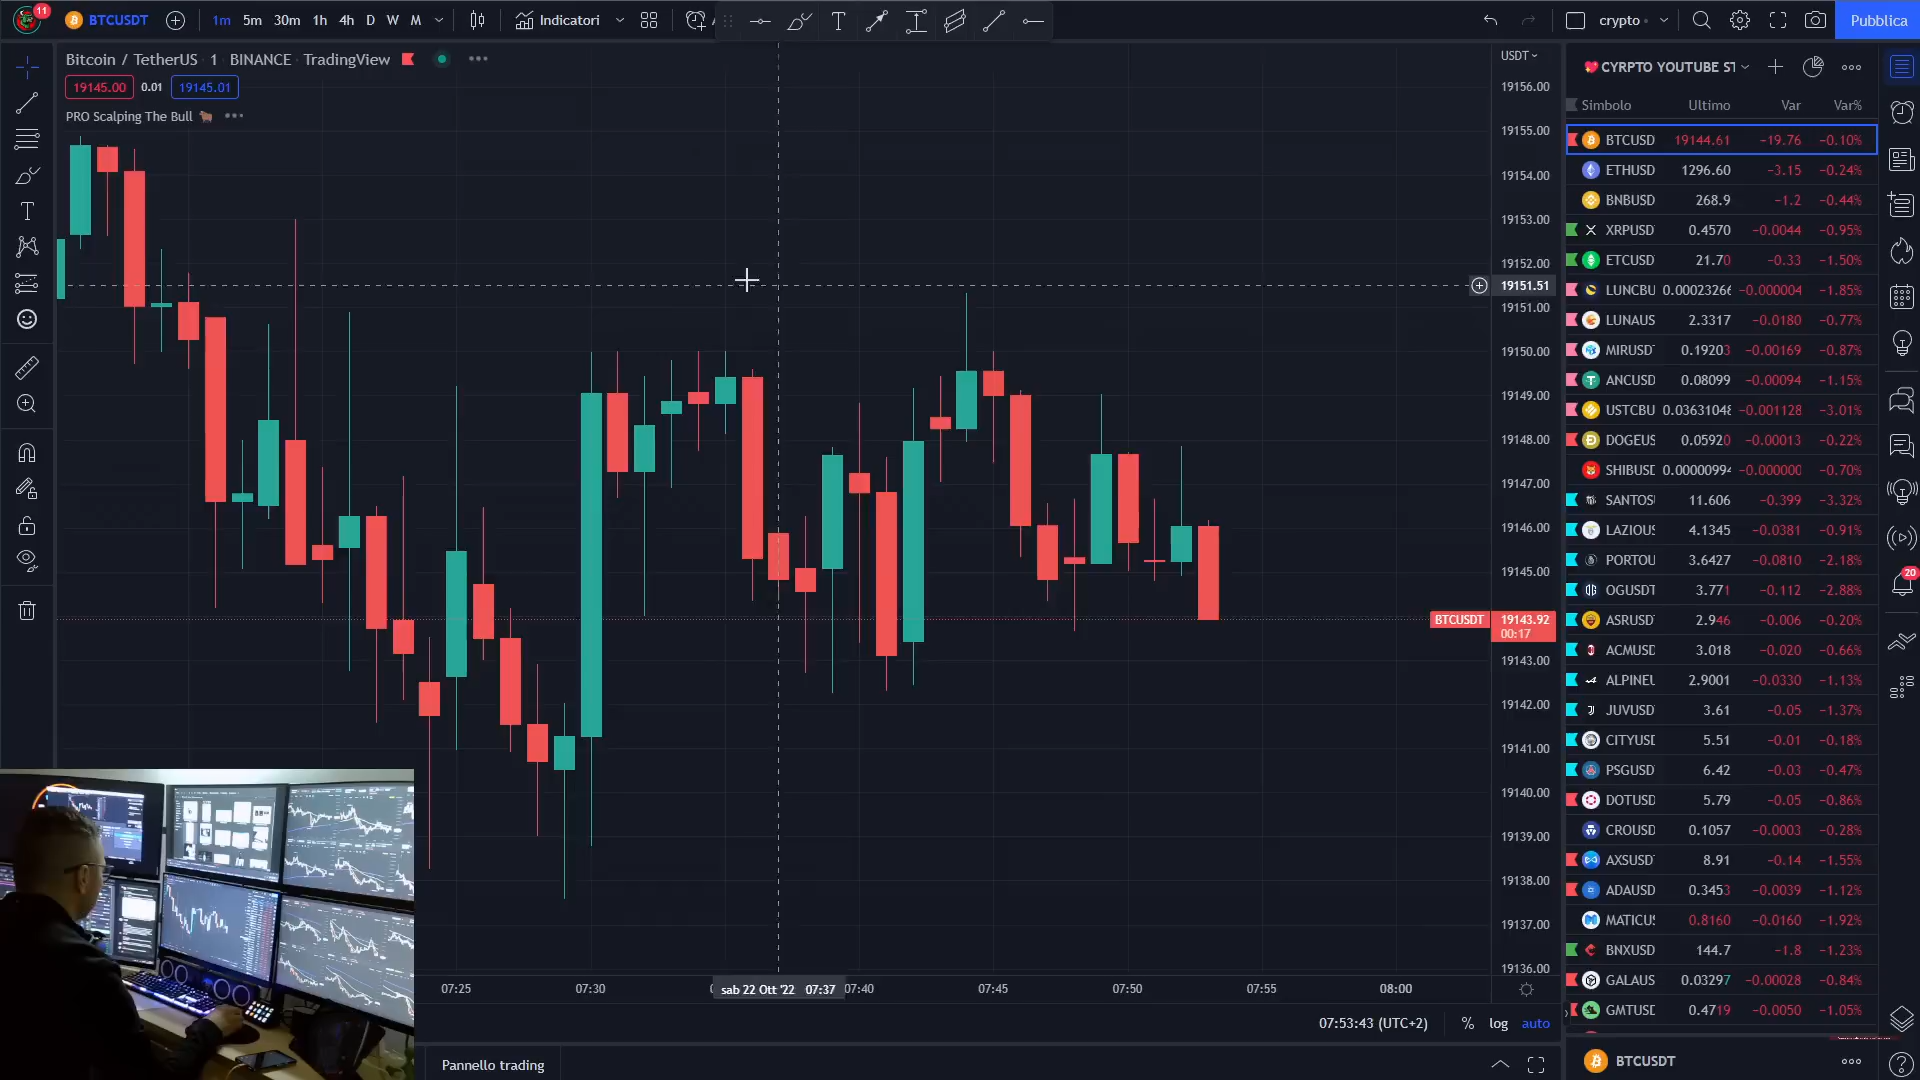 11
BTCUSDT
1m 5m 30m 1h 4h D W M
Indicatori
crypto
Pubblica
Bitcoin / TetherUS · 1 · BINANCE · TradingView
19145.00 0.01 19145.01
PRO Scalping The Bull
USDT
19156.00
19155.00
19154.00
19153.00
19152.00
19151.51
19151.00
19150.00
19149.00
19148.00
19147.00
19146.00
19145.00
BTCUSDT 19143.92
00:17
19143.00
19142.00
19141.00
19140.00
19139.00
19138.00
19137.00
19136.00
07:25 07:30 sab 22 Ott '22 07:37 07:40 07:45 07:50 07:55 08:00
07:53:43 (UTC+2) % log auto
Pannello trading
CYRPTO YOUTUBE ST
Simbolo Ultimo Var Var%
BTCUSD 19144.61 −19.76 −0.10%
ETHUSD 1296.60 −3.15 −0.24%
BNBUSD 268.9 −1.2 −0.44%
XRPUSD 0.4570 −0.0044 −0.95%
ETCUSD 21.70 −0.33 −1.50%
LUNCBU 0.00023266 −0.000004 −1.85%
LUNAUS 2.3317 −0.0180 −0.77%
MIRUSD 0.19203 −0.00169 −0.87%
ANCUSD 0.08099 −0.00094 −1.15%
USTCBU 0.03631048 −0.001128 −3.01%
DOGEUS 0.05920 −0.00013 −0.22%
SHIBUSD 0.00000994 −0.000000 −0.70%
SANTOS 11.606 −0.399 −3.32%
LAZIOUS 4.1345 −0.0381 −0.91%
PORTOU 3.6427 −0.0810 −2.18%
OGUSDT 3.771 −0.112 −2.88%
ASRUSD 2.946 −0.006 −0.20%
ACMUSD 3.018 −0.020 −0.66%
ALPINEU 2.9001 −0.0330 −1.13%
JUVUSD 3.61 −0.05 −1.37%
CITYUSD 5.51 −0.01 −0.18%
PSGUSD 6.42 −0.03 −0.47%
DOTUSD 5.79 −0.05 −0.86%
CROUSD 0.1057 −0.0003 −0.28%
AXSUSD 8.91 −0.14 −1.55%
ADAUSD 0.3453 −0.0039 −1.12%
MATICUS 0.8160 −0.0160 −1.92%
BNXUSD 144.7 −1.8 −1.23%
GALAUS 0.03297 −0.00028 −0.84%
GMTUSD 0.4719 −0.0050 −1.05%
BTCUSDT
20